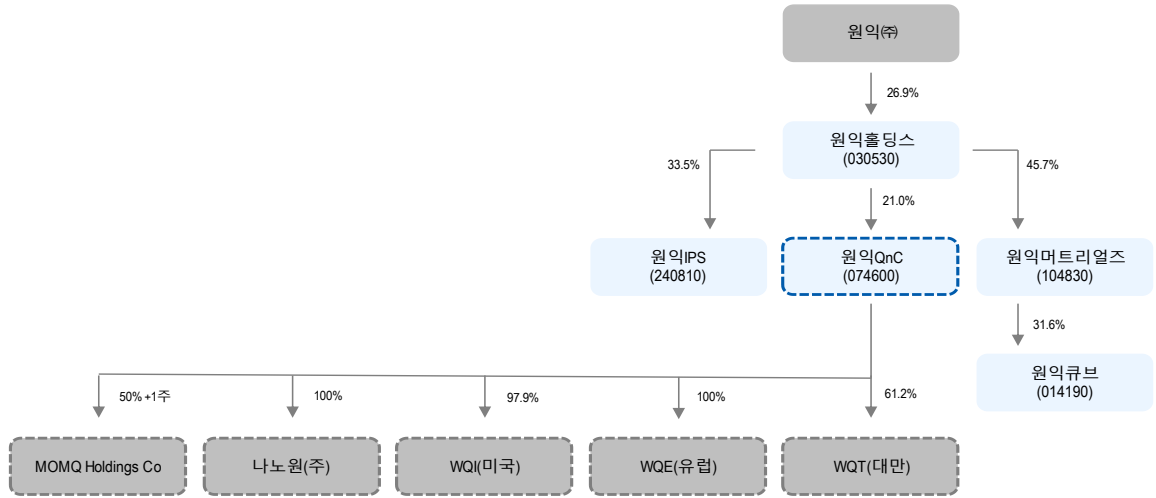 원익㈜
26.9%
원익홀딩스
(030530)
33.5%
45.7%
21.0%
원익IPS
(240810)
원익QnC
(074600)
원익머트리얼즈
(104830)
31.6%
원익큐브
(014190)
50% +1주
100%
97.9%
100%
61.2%
MOMQ Holdings Co
나노원(주)
WQI(미국)
WQE(유럽)
WQT(대만)